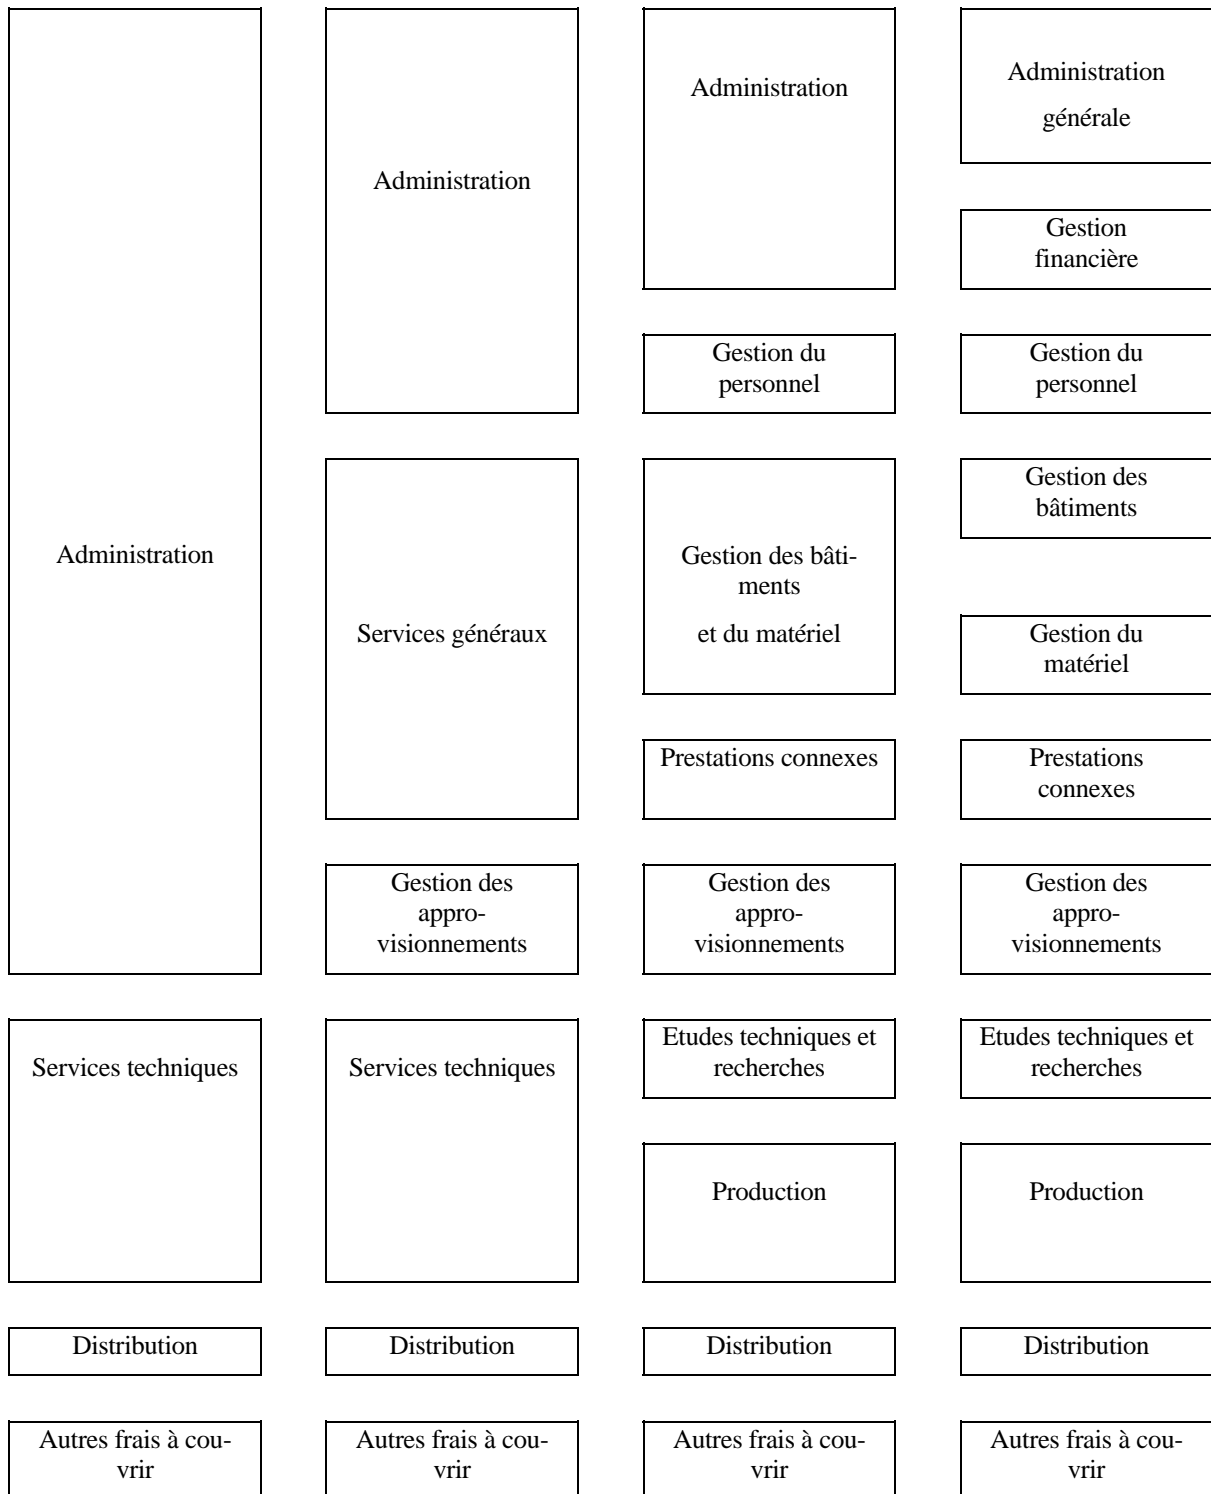 Administration
Services techniques
Distribution
Autres frais à cou-
vrir
Administration
Services généraux
Gestion des
appro-
visionnements
Services techniques
Distribution
Autres frais à cou-
vrir
Administration
Gestion du
personnel
Gestion des bâti-
ments
et du matériel
Prestations connexes
Gestion des
appro-
visionnements
Etudes techniques et
recherches
Production
Distribution
Autres frais à cou-
vrir
Administration
générale
Gestion
financière
Gestion du
personnel
Gestion des
bâtiments
Gestion du
matériel
Prestations
connexes
Gestion des
appro-
visionnements
Etudes techniques et
recherches
Production
Distribution
Autres frais à cou-
vrir